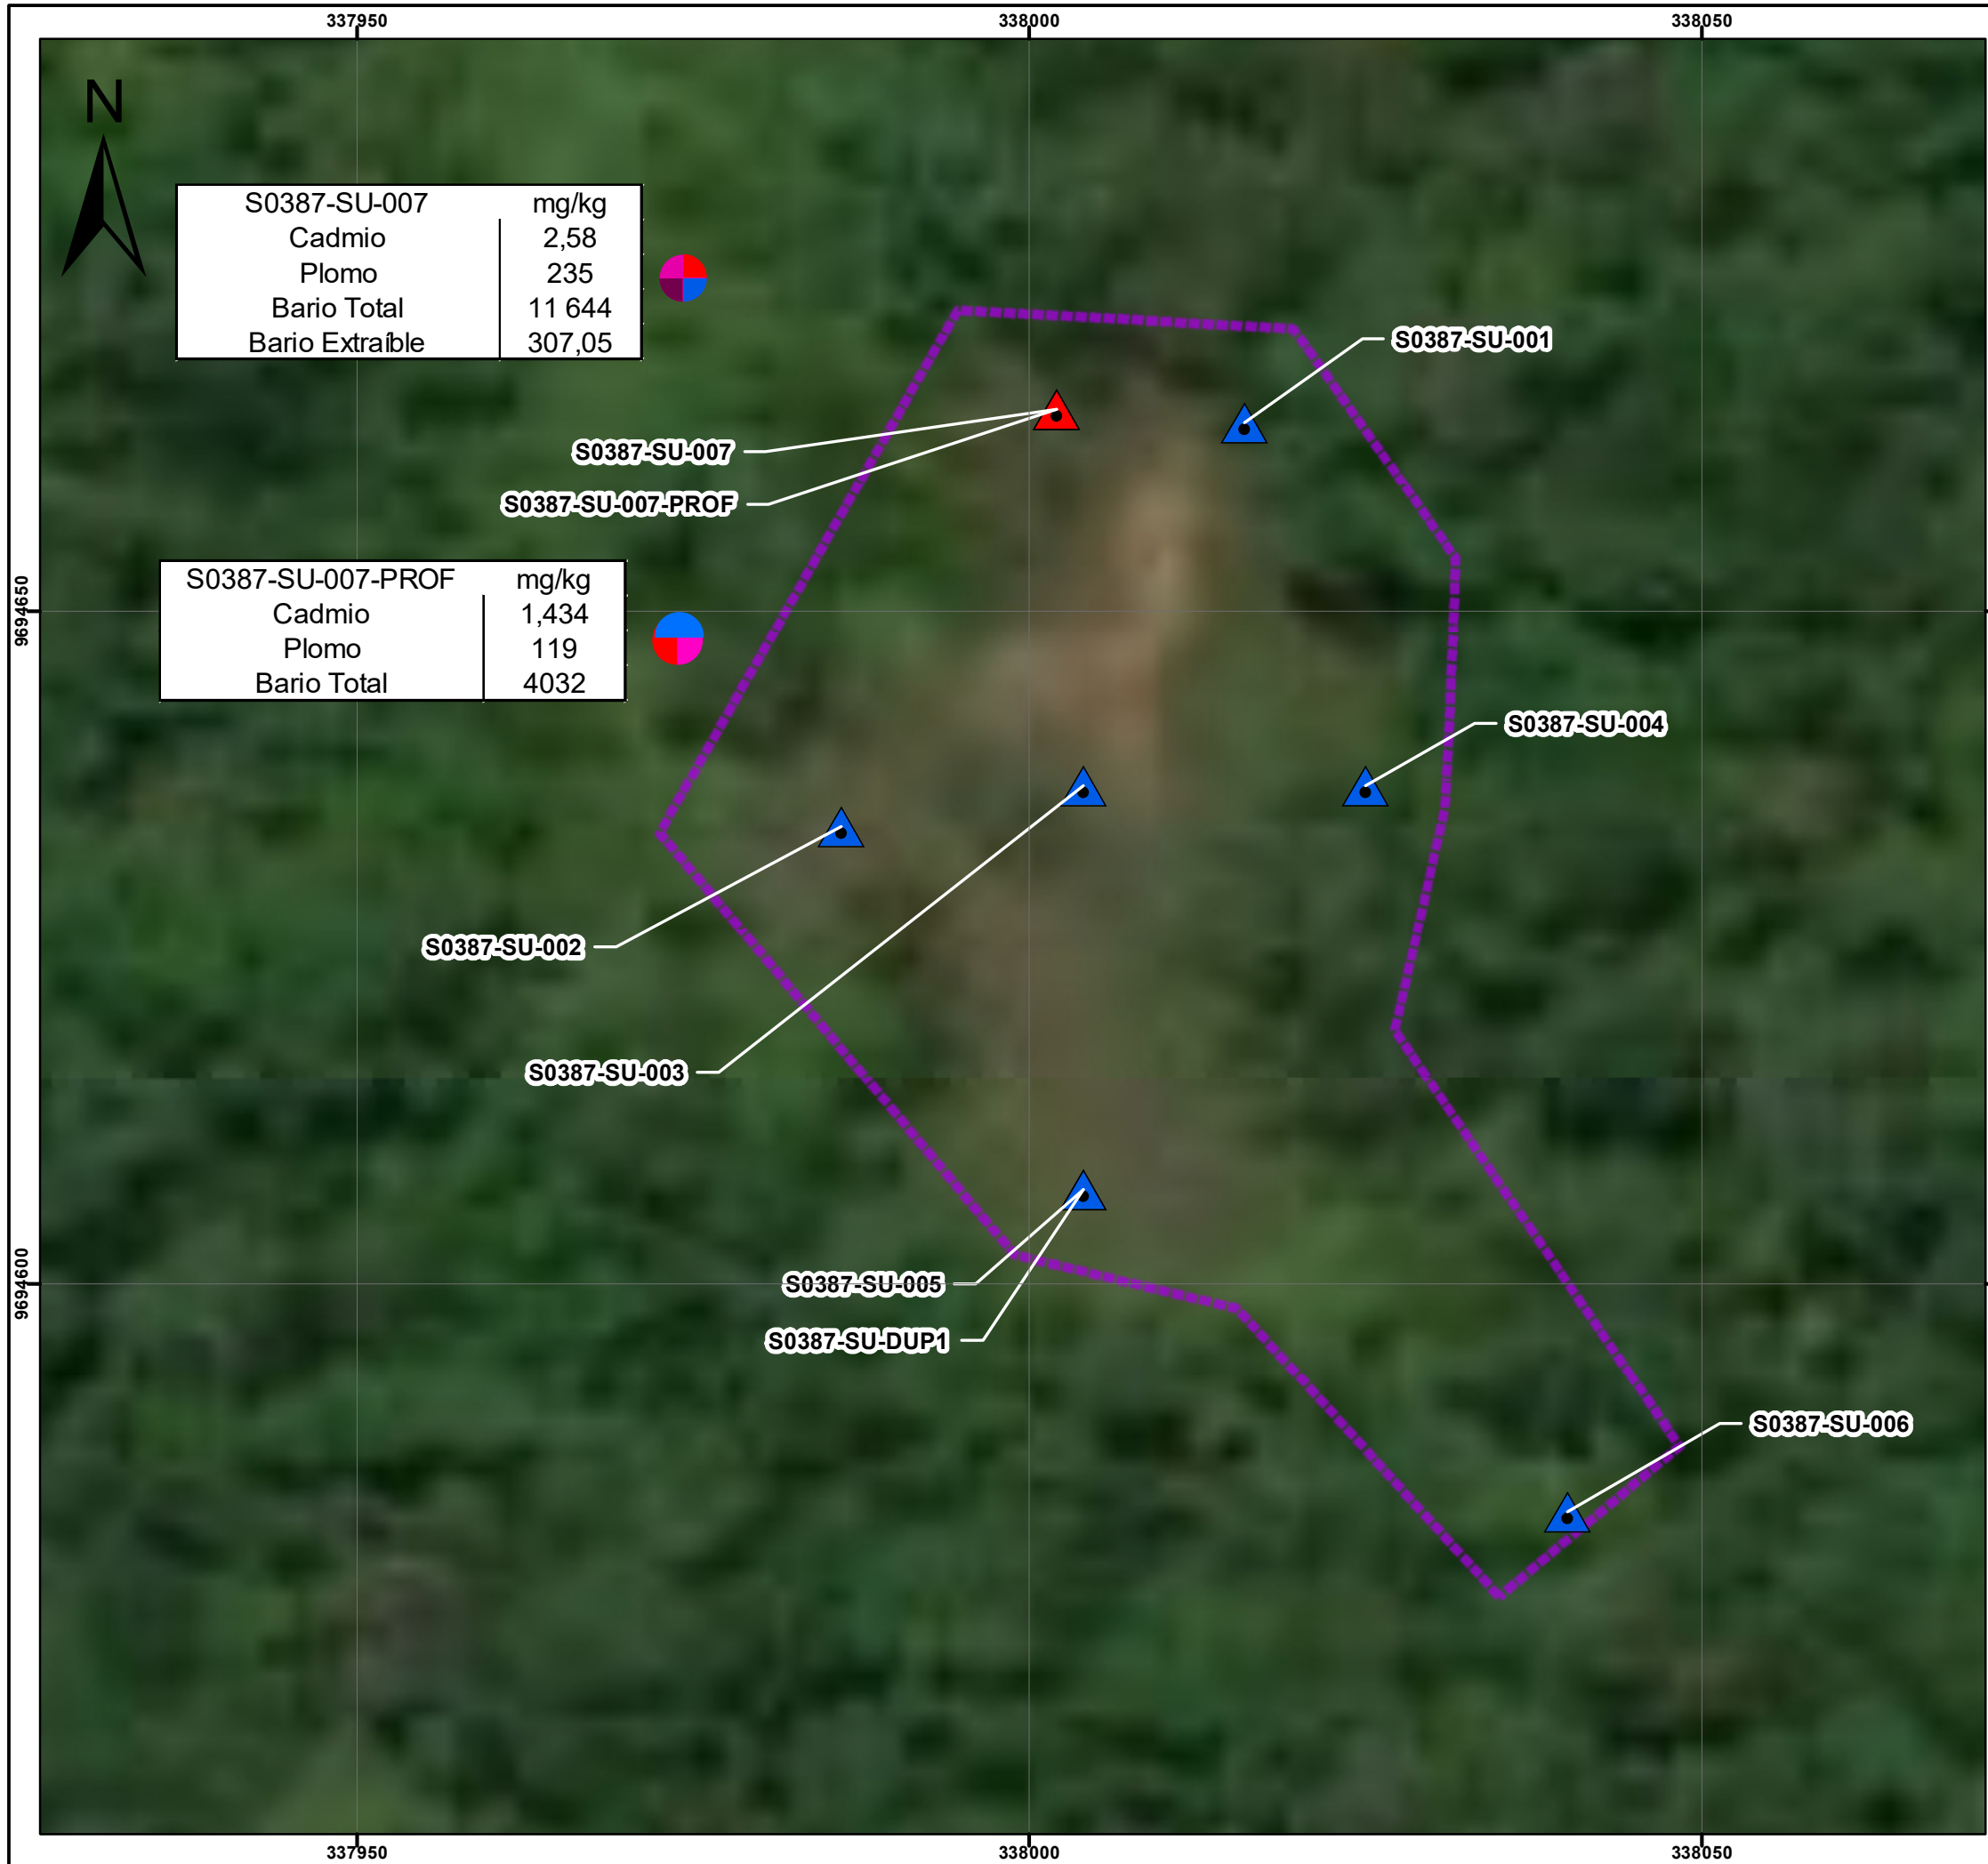 337950 338000 338050
N
S0387-SU-007 mg/kg
Cadmio 2,58
Plomo 235
Bario Total 11 644
Bario Extraíble 307,05
S0387-SU-001
S0387-SU-007
S0387-SU-007-PROF
S0387-SU-007-PROF mg/kg
Cadmio 1,434
Plomo 119
Bario Total 4032
9694650
S0387-SU-004
S0387-SU-002
S0387-SU-003
S0387-SU-005
9694600
S0387-SU-DUP1
S0387-SU-006
337950 338000 338050